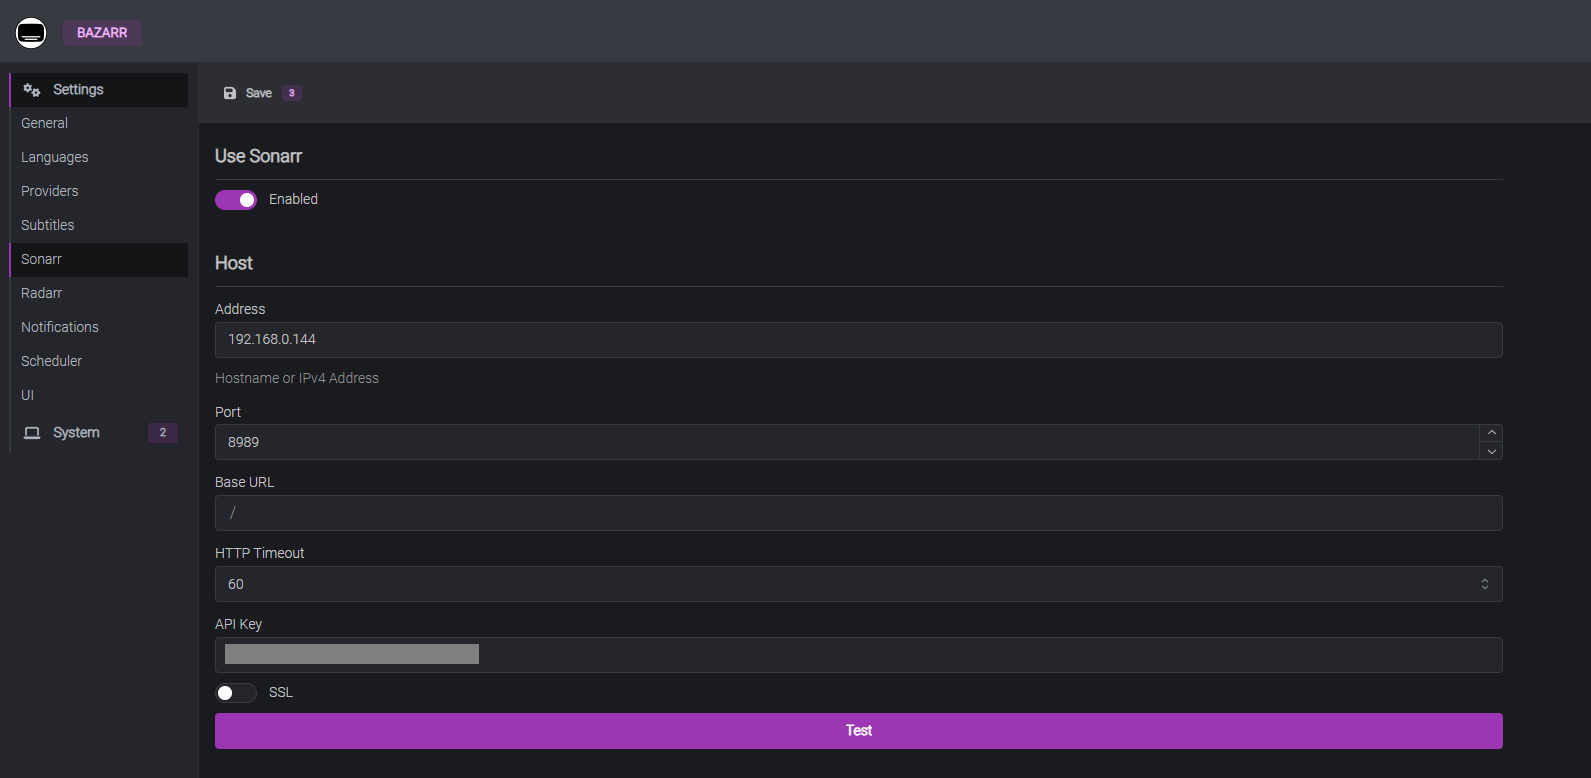 BAZARR
Settings
General
Languages
Providers
Subtitles
Sonarr
Radarr
Notifications
Scheduler
UI
System 2
Save 3
Use Sonarr
Enabled
Host
Address
192.168.0.144
Hostname or IPv4 Address
Port
8989
Base URL
/
HTTP Timeout
60
API Key
SSL
Test